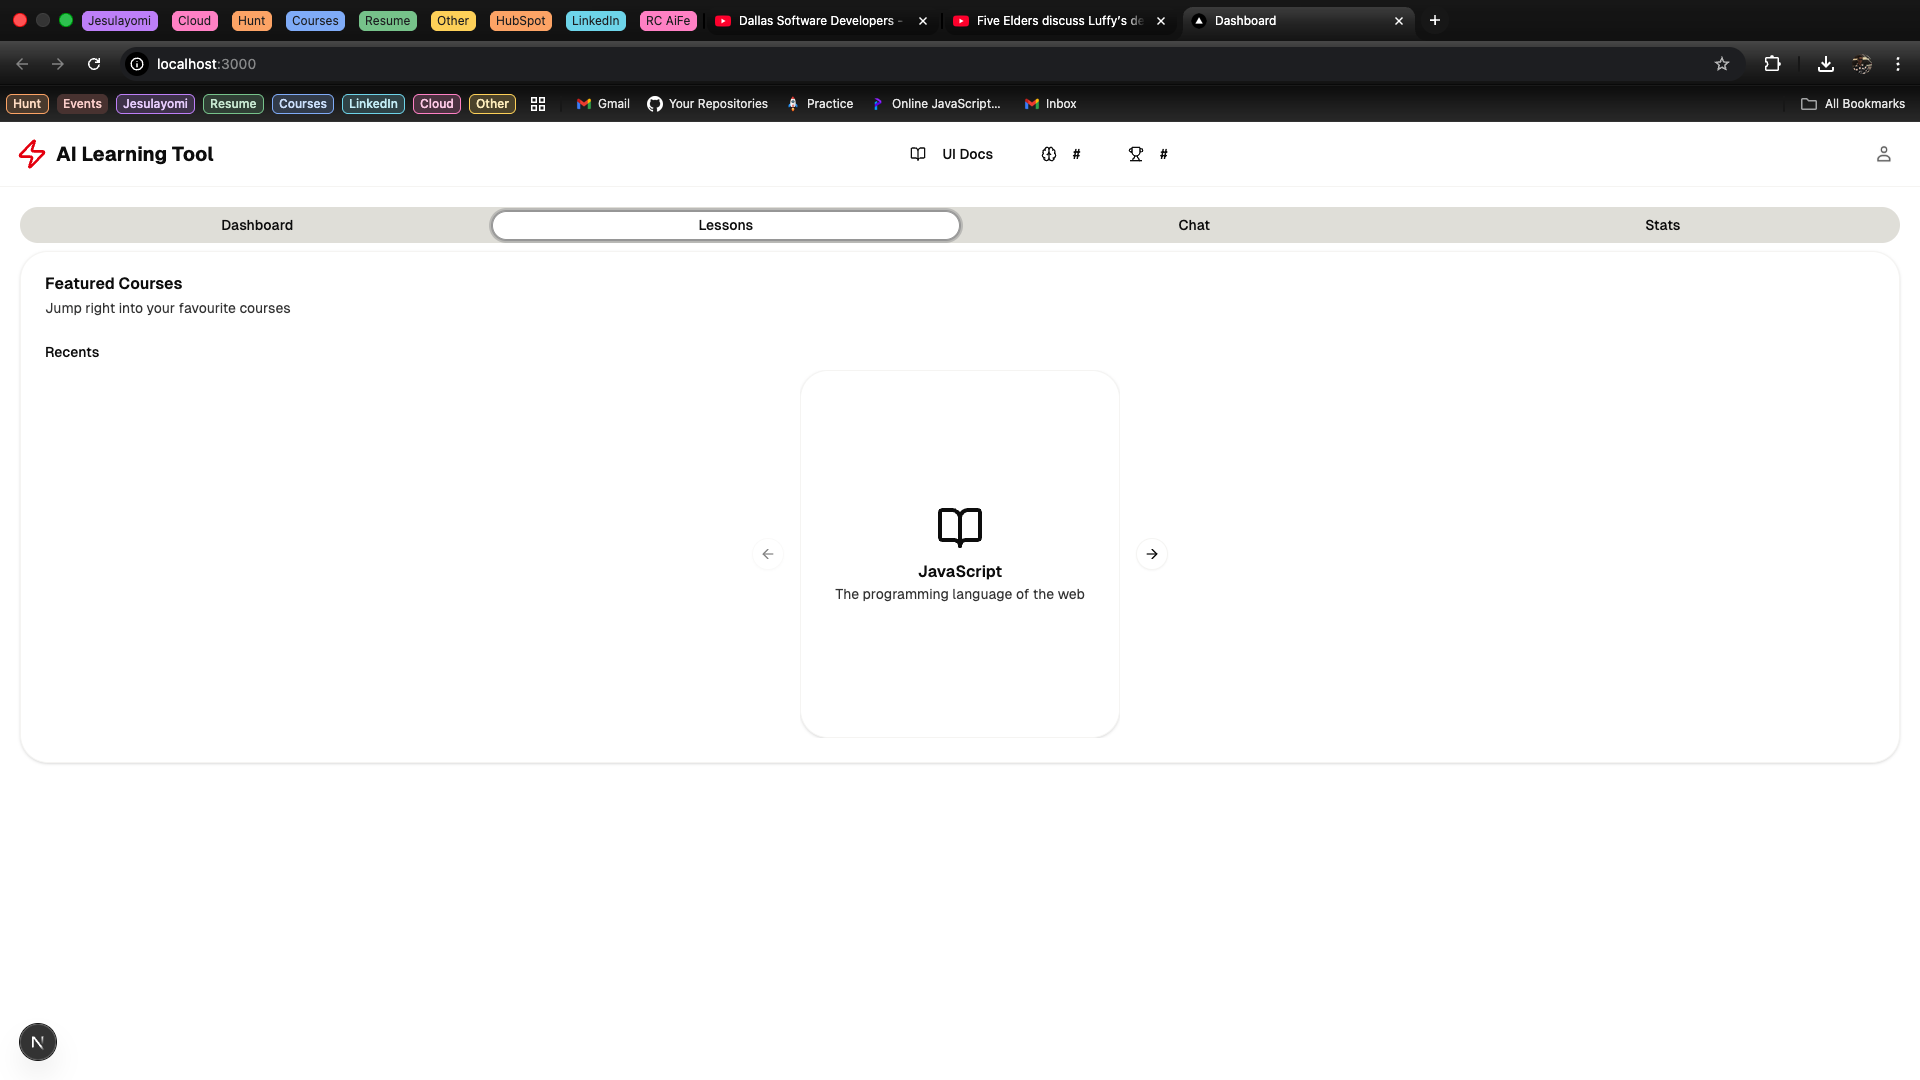 Jesulayomi Cloud Hunt Courses Resume Other HubSpot LinkedIn RC AiFe Dallas Software Developers - Five Elders discuss Luffy's de Dashboard
localhost:3000
Hunt Events Jesulayomi Resume Courses LinkedIn Cloud Other Gmail Your Repositories Practice Online JavaScript... Inbox All Bookmarks
AI Learning Tool UI Docs # #
Dashboard Lessons Chat Stats
Featured Courses
Jump right into your favourite courses
Recents
JavaScript
The programming language of the web
N